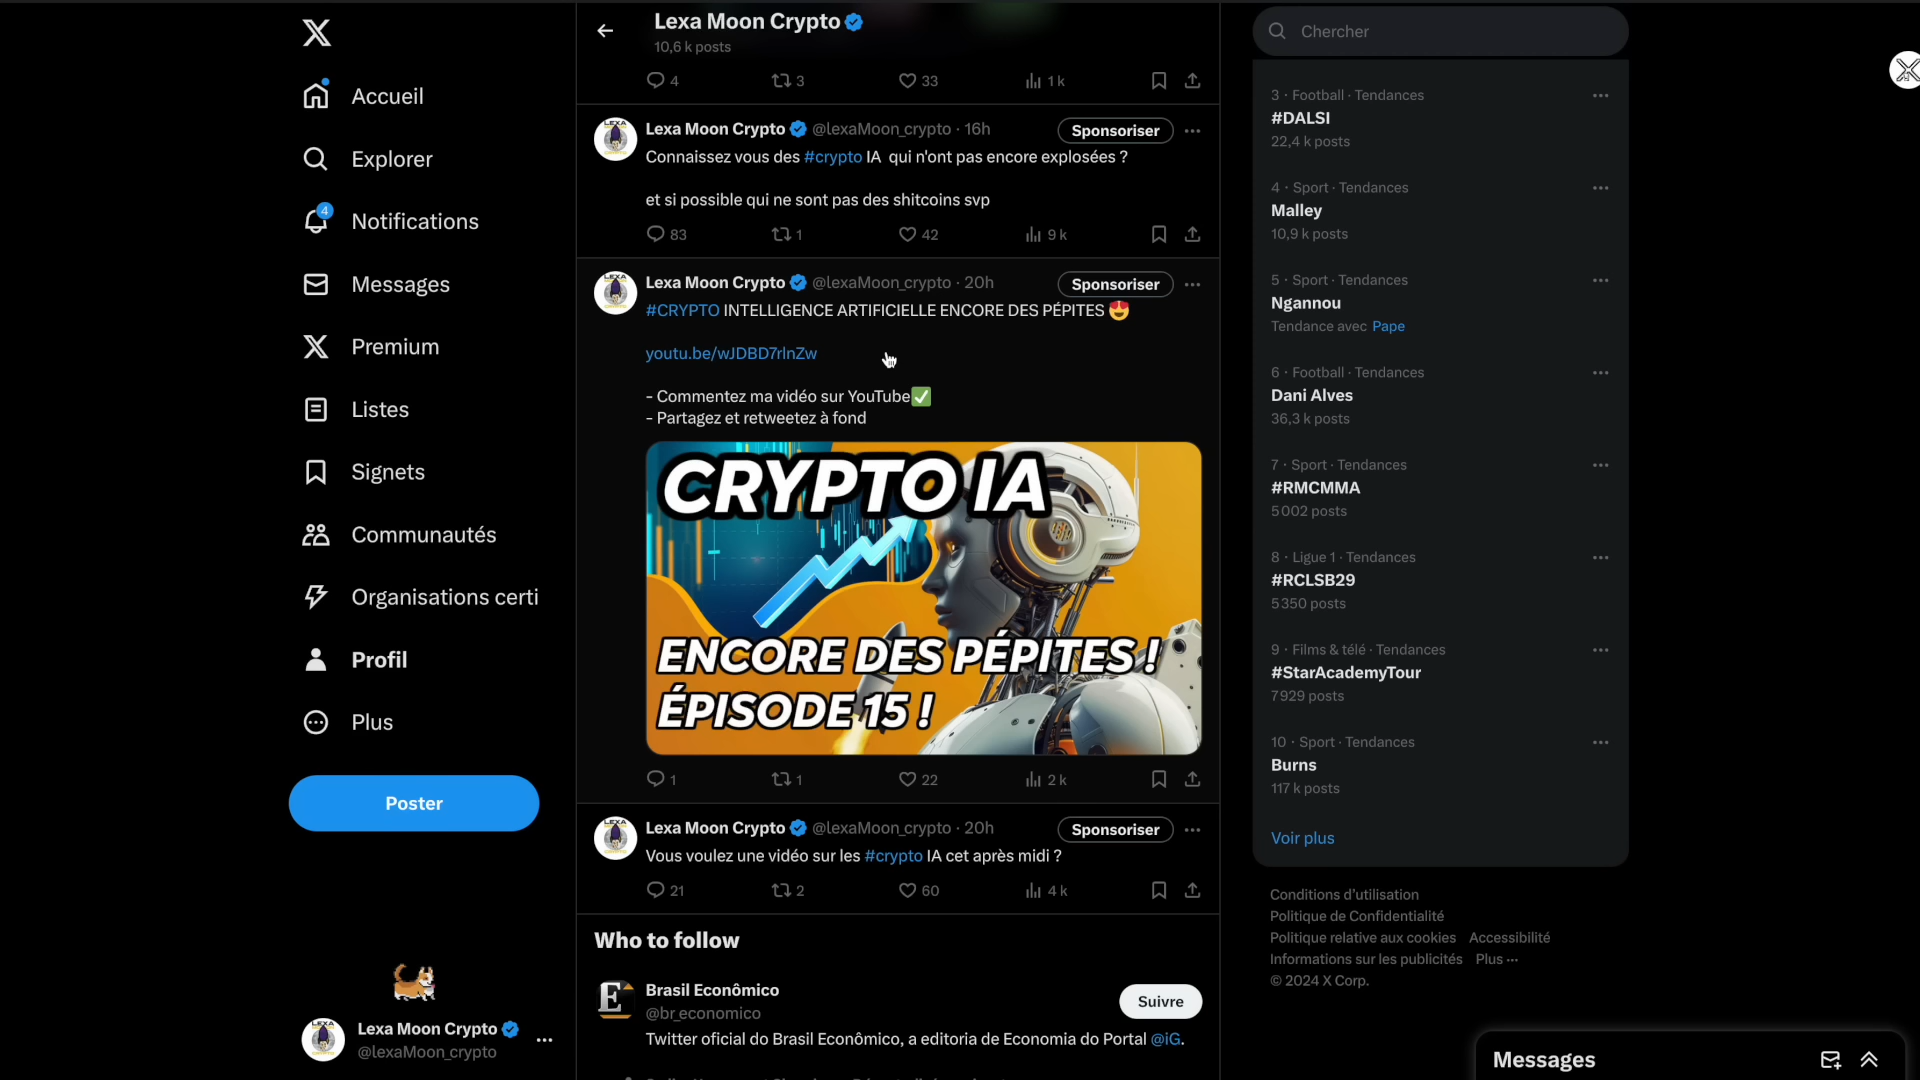 Accueil
Explorer
4
Notifications
Messages
Premium
Listes
Signets
Communautés
Organisations certi
Profil
Plus
Poster
Lexa Moon Crypto
@lexaMoon_crypto
Lexa Moon Crypto
10,6 k posts
4 3 33 1 k
Lexa Moon Crypto @lexaMoon_crypto · 16h Sponsoriser
Connaissez vous des #crypto IA qui n'ont pas encore explosées ?
et si possible qui ne sont pas des shitcoins svp
83 1 42 9 k
Lexa Moon Crypto @lexaMoon_crypto · 20h Sponsoriser
#CRYPTO INTELLIGENCE ARTIFICIELLE ENCORE DES PÉPITES 😍
youtu.be/wJDBD7rlnZw
- Commentez ma vidéo sur YouTube✅
- Partagez et retweetez à fond
CRYPTO IA
ENCORE DES PÉPITES !
ÉPISODE 15 !
1 1 22 2 k
Lexa Moon Crypto @lexaMoon_crypto · 20h Sponsoriser
Vous voulez une vidéo sur les #crypto IA cet après midi ?
21 2 60 4 k
Who to follow
Brasil Econômico
@br_economico
Suivre
Twitter oficial do Brasil Econômico, a editoria de Economia do Portal @iG.
Chercher
3 · Football · Tendances
#DALSI
22,4 k posts
4 · Sport · Tendances
Malley
10,9 k posts
5 · Sport · Tendances
Ngannou
Tendance avec Pape
6 · Football · Tendances
Dani Alves
36,3 k posts
7 · Sport · Tendances
#RMCMMA
5 002 posts
8 · Ligue 1 · Tendances
#RCLSB29
5 350 posts
9 · Films & télé · Tendances
#StarAcademyTour
7 929 posts
10 · Sport · Tendances
Burns
117 k posts
Voir plus
Conditions d'utilisation
Politique de Confidentialité
Politique relative aux cookies Accessibilité
Informations sur les publicités Plus ···
© 2024 X Corp.
Messages